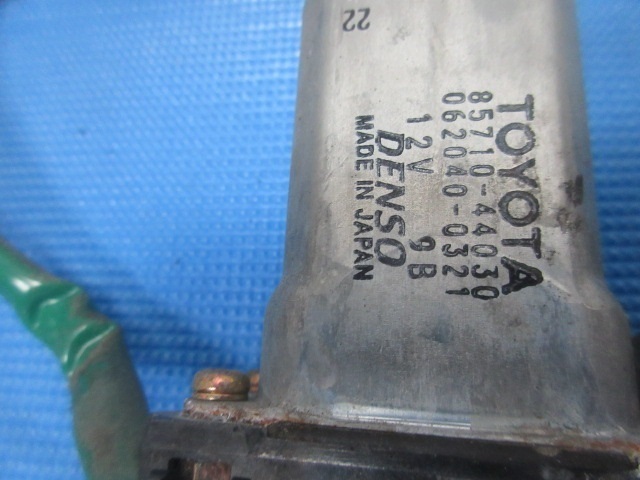 TOYOTA
85710-44030
062040-0321
12V 9B
DENSO
MADE IN JAPAN
22